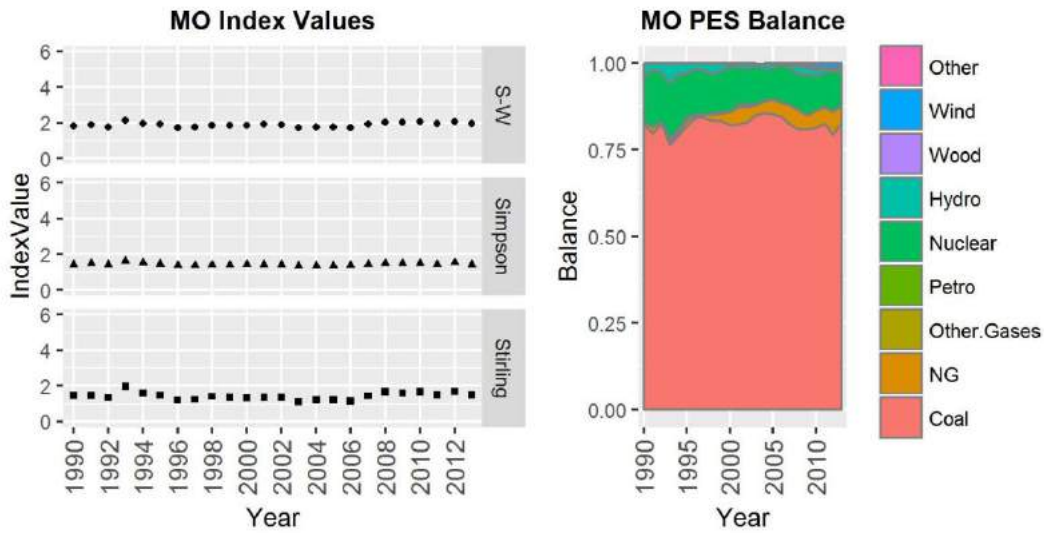 MO Index Values
IndexValue
6
4
2
0
S-W
6
4
2
0
Simpson
6
4
2
0
Stirling
1990
1992
1994
1996
1998
2000
2002
2004
2006
2008
2010
2012
Year
MO PES Balance
Balance
1.00
0.75
0.50
0.25
0.00
1990
1995
2000
2005
2010
Year
Other
Wind
Wood
Hydro
Nuclear
Petro
Other.Gases
NG
Coal